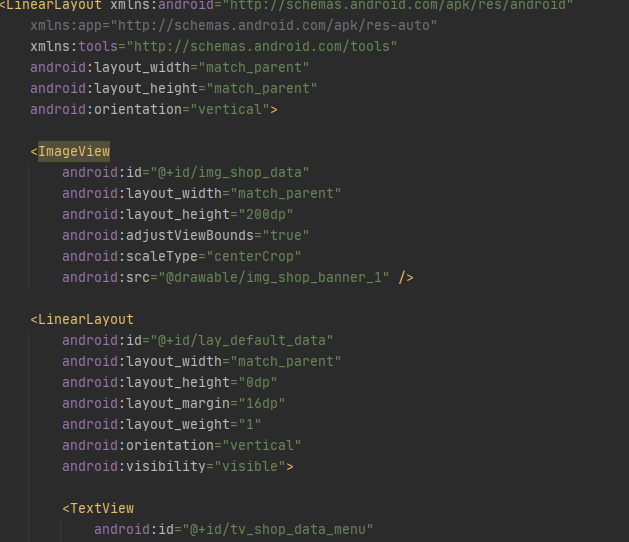 <LinearLayout xmlns:android="http://schemas.android.com/apk/res/android"
    xmlns:app="http://schemas.android.com/apk/res-auto"
    xmlns:tools="http://schemas.android.com/tools"
    android:layout_width="match_parent"
    android:layout_height="match_parent"
    android:orientation="vertical">
    <ImageView
        android:id="@+id/img_shop_data"
        android:layout_width="match_parent"
        android:layout_height="200dp"
        android:adjustViewBounds="true"
        android:scaleType="centerCrop"
        android:src="@drawable/img_shop_banner_1" />
    <LinearLayout
        android:id="@+id/lay_default_data"
        android:layout_width="match_parent"
        android:layout_height="0dp"
        android:layout_margin="16dp"
        android:layout_weight="1"
        android:orientation="vertical"
        android:visibility="visible">
        <TextView
            android:id="@+id/tv_shop_data_menu"